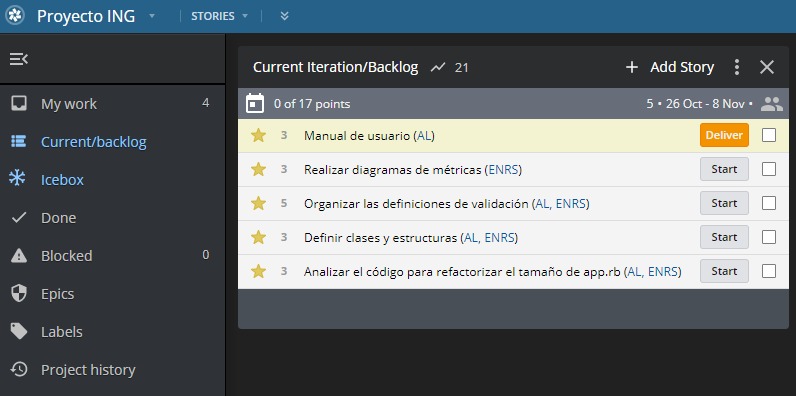 Proyecto ING
STORIES
Current Iteration/Backlog 21
+ Add Story
My work 4
Current/backlog
Icebox
Done
Blocked 0
Epics
Labels
Project history
0 of 17 points
5 • 26 Oct - 8 Nov •
3 Manual de usuario (AL) Deliver
3 Realizar diagramas de métricas (ENRS) Start
5 Organizar las definiciones de validación (AL, ENRS) Start
3 Definir clases y estructuras (AL, ENRS) Start
3 Analizar el código para refactorizar el tamaño de app.rb (AL, ENRS) Start